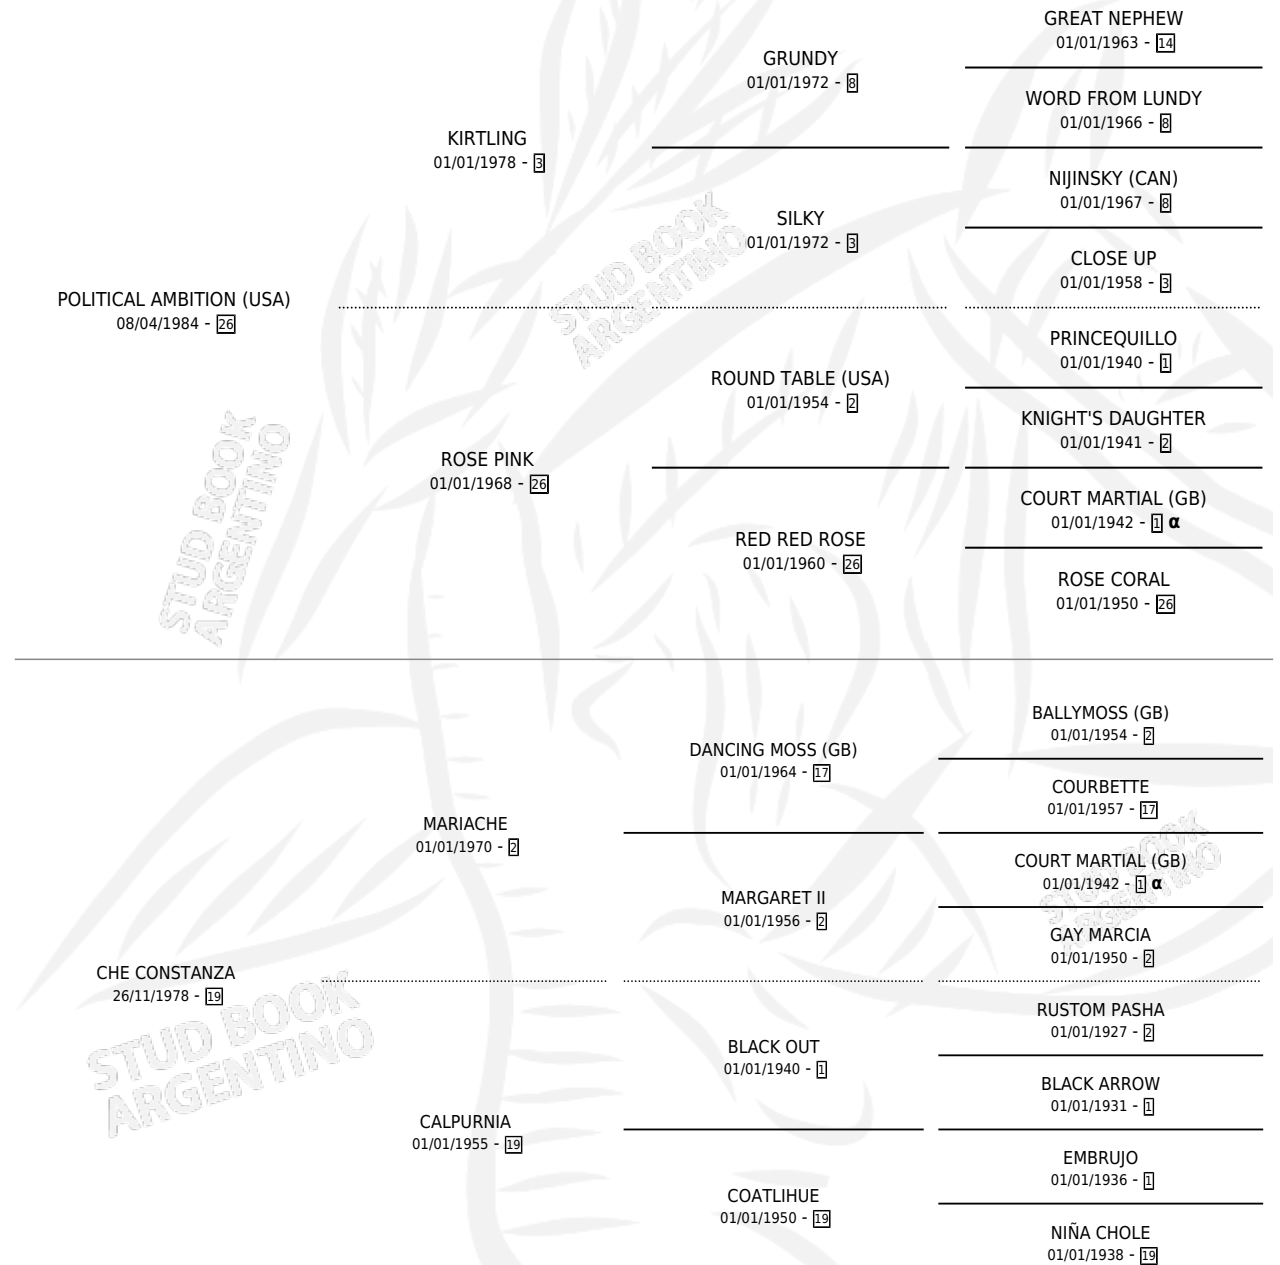 GREAT NEPHEW
01/01/1963 - 14
GRUNDY
01/01/1972 - 8
WORD FROM LUNDY
01/01/1966 - 8
KIRTLING
01/01/1978 - 3
NIJINSKY (CAN)
01/01/1967 - 8
SILKY
01/01/1972 - 3
CLOSE UP
01/01/1958 - 3
POLITICAL AMBITION (USA)
08/04/1984 - 26
PRINCEQUILLO
01/01/1940 - 1
ROUND TABLE (USA)
01/01/1954 - 2
KNIGHT'S DAUGHTER
01/01/1941 - 2
ROSE PINK
01/01/1968 - 26
COURT MARTIAL (GB)
01/01/1942 - 1 α
RED RED ROSE
01/01/1960 - 26
ROSE CORAL
01/01/1950 - 26
BALLYMOSS (GB)
01/01/1954 - 2
DANCING MOSS (GB)
01/01/1964 - 17
COURBETTE
01/01/1957 - 17
MARIACHE
01/01/1970 - 2
COURT MARTIAL (GB)
01/01/1942 - 1 α
MARGARET II
01/01/1956 - 2
GAY MARCIA
01/01/1950 - 2
CHE CONSTANZA
26/11/1978 - 19
RUSTOM PASHA
01/01/1927 - 2
BLACK OUT
01/01/1940 - 1
BLACK ARROW
01/01/1931 - 1
CALPURNIA
01/01/1955 - 19
EMBRUJO
01/01/1936 - 1
COATLIHUE
01/01/1950 - 19
NIÑA CHOLE
01/01/1938 - 19
STUD BOOK
ARGENTINO
STUD BOOK
ARGENTINO
STUD BOOK
ARGENTINO
STUD BOOK
ARGENTINO